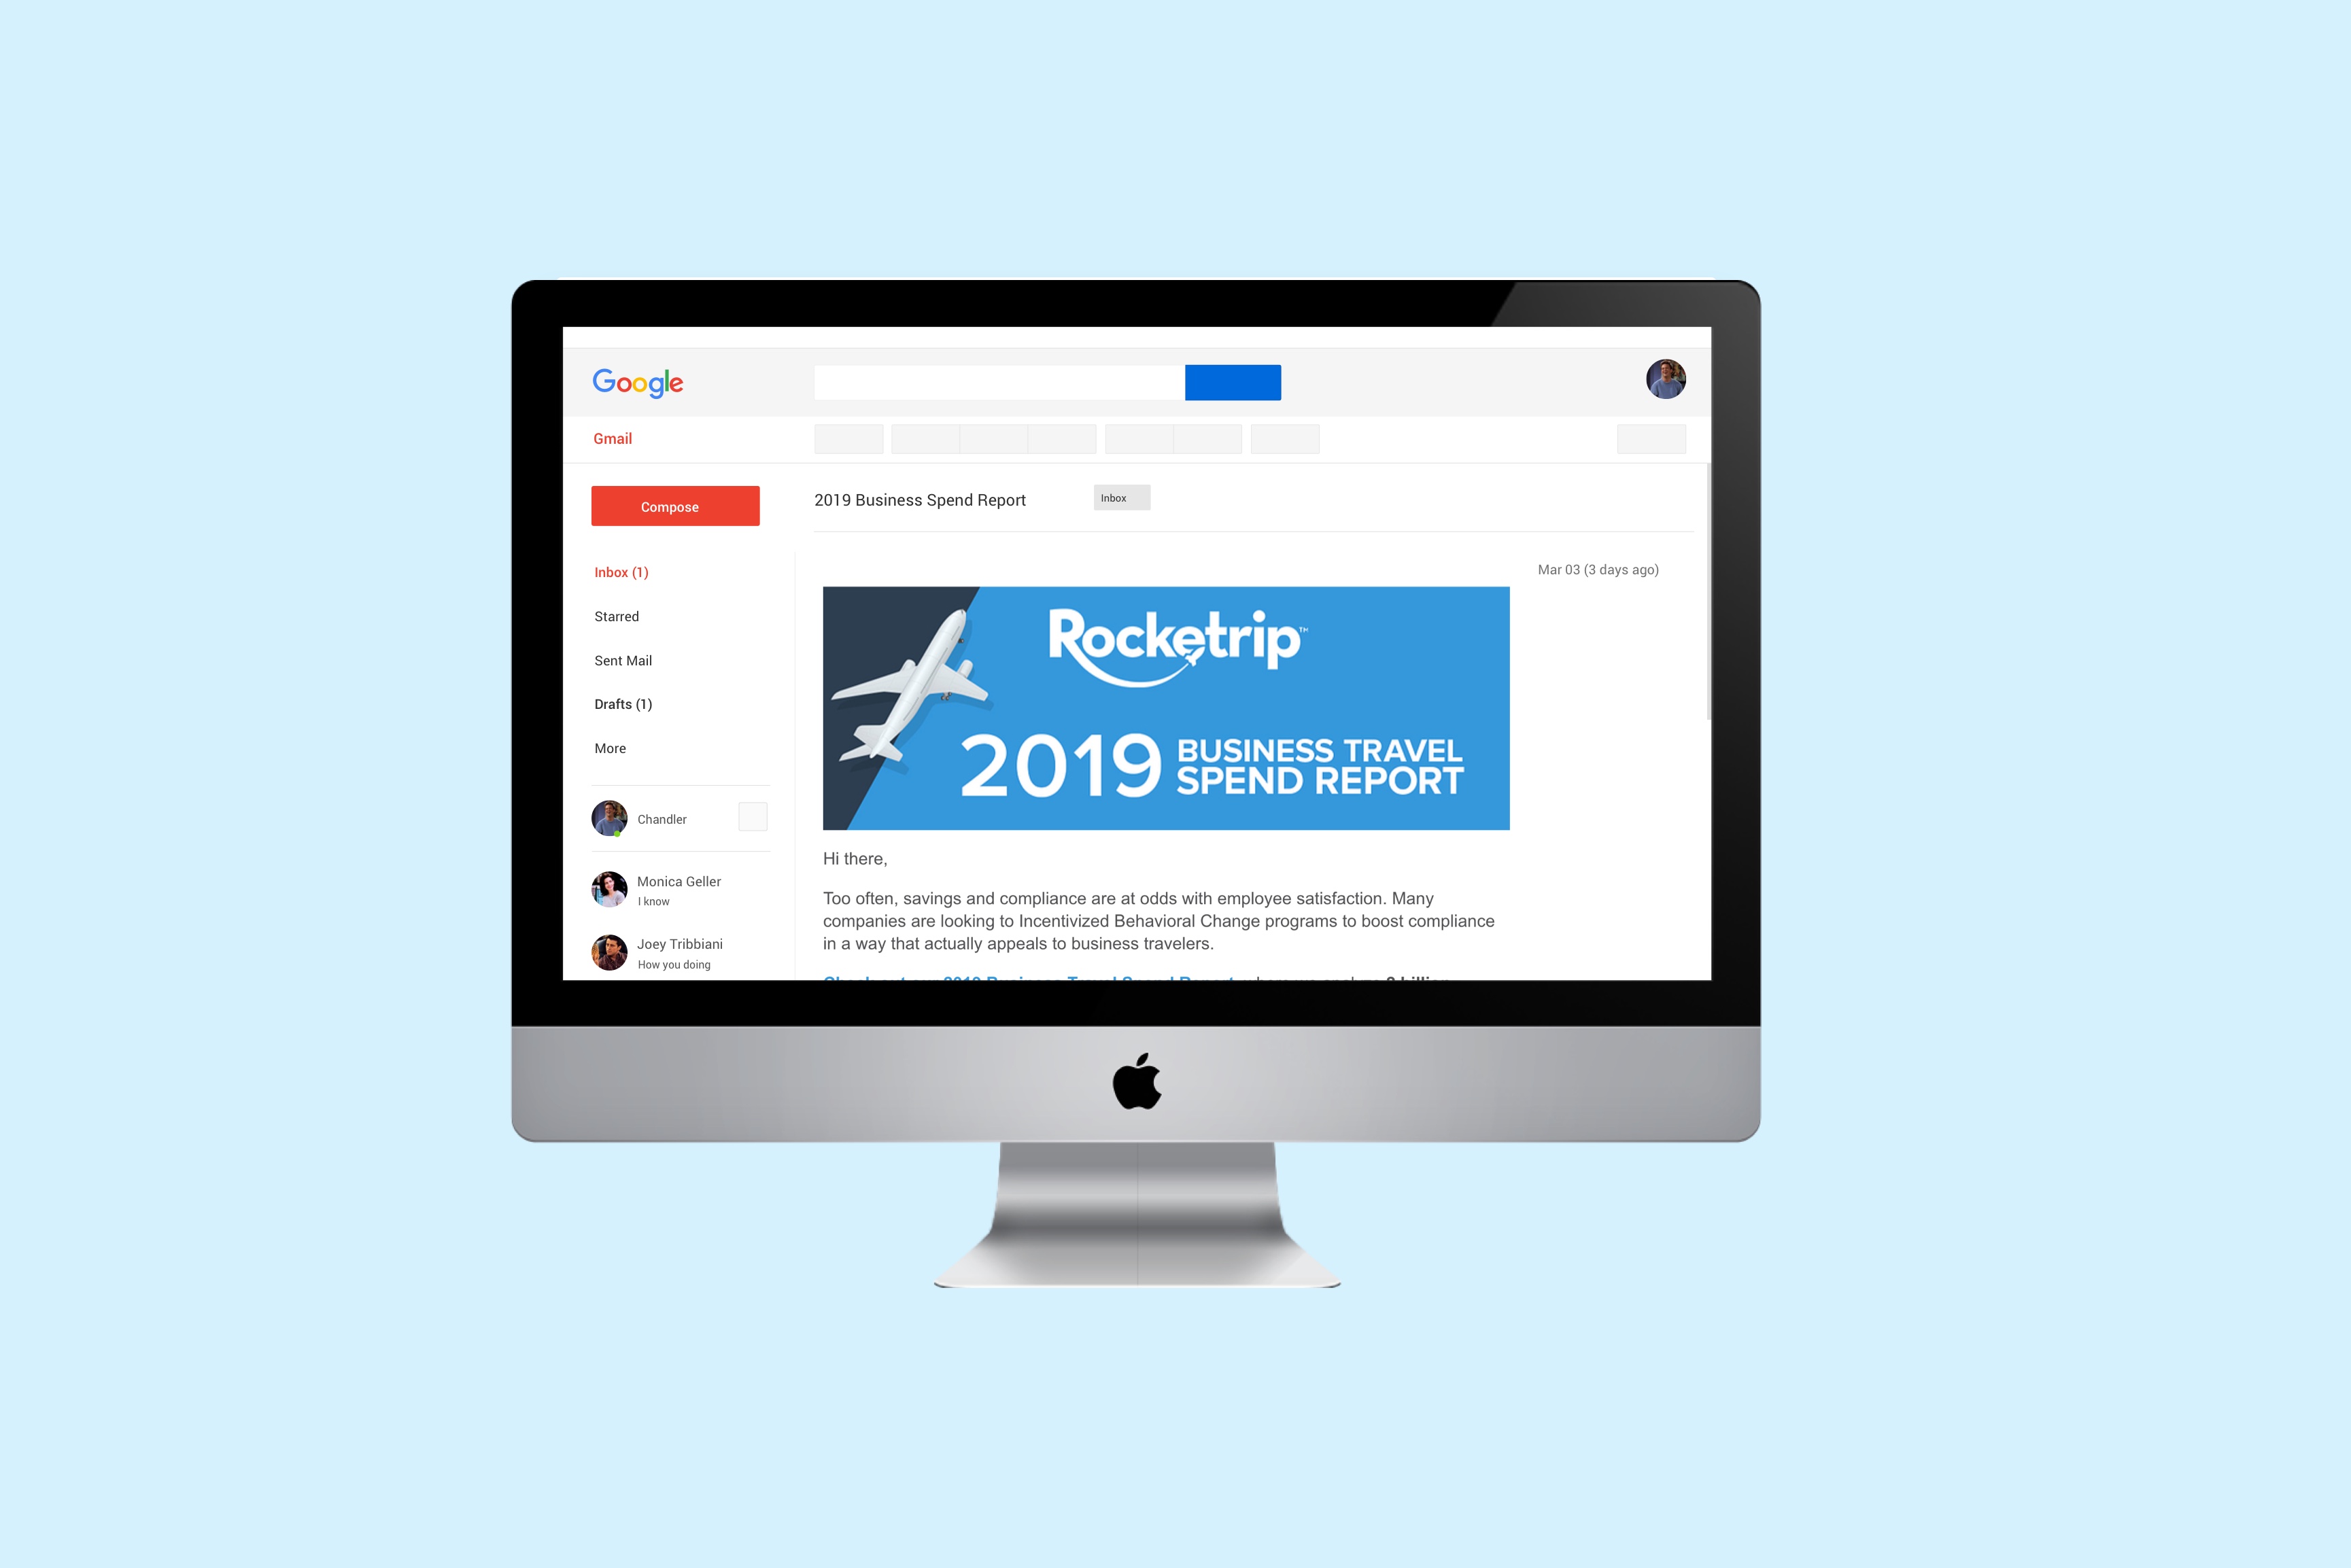 Google
Gmail
Compose
2019 Business Spend Report
Inbox
Inbox (1)
Starred
Sent Mail
Drafts (1)
More
Chandler
Monica Geller
I know
Joey Tribbiani
How you doing
Mar 03 (3 days ago)
Rocketrip™
2019 BUSINESS TRAVEL
SPEND REPORT
Hi there,
Too often, savings and compliance are at odds with employee satisfaction. Many
companies are looking to Incentivized Behavioral Change programs to boost compliance
in a way that actually appeals to business travelers.